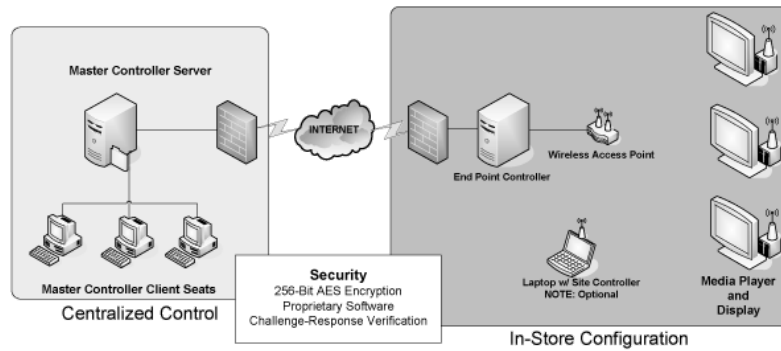 Master Controller Server
INTERNET
Wireless Access Point
End Point Controller
Master Controller Client Seats
Centralized Control
Security
256-Bit AES Encryption
Proprietary Software
Challenge-Response Verification
Laptop w/ Site Controller
NOTE: Optional
Media Player
and
Display
In-Store Configuration